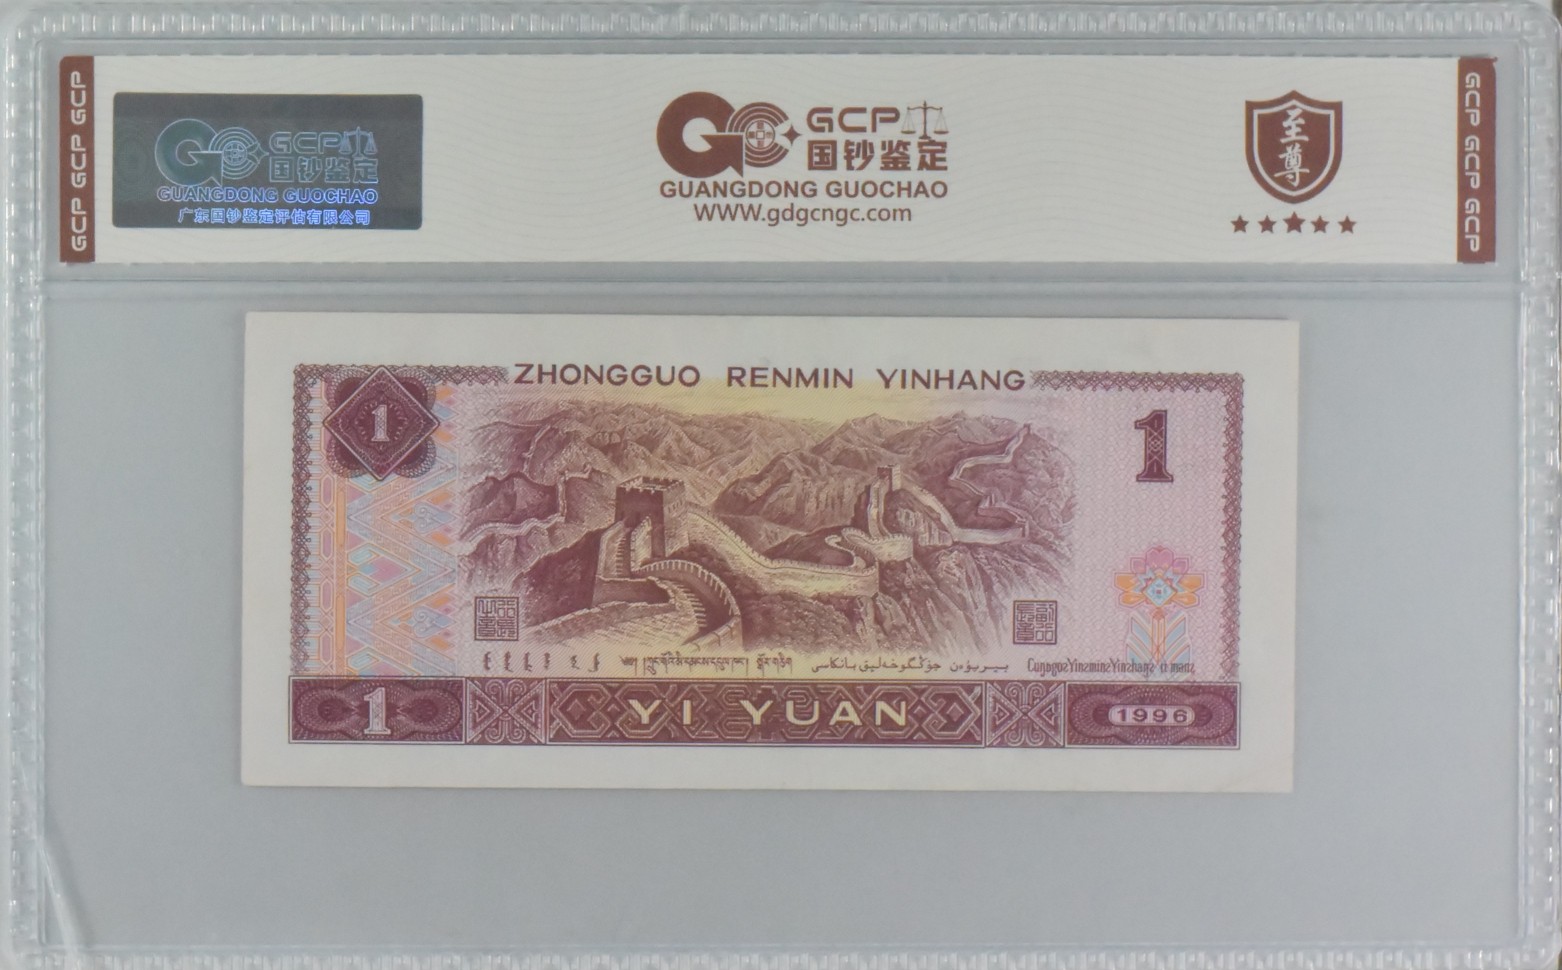 GCP GCP GCP
GCP
国钞鉴定
GUANGDONG GUOCHAO
广东国钞鉴定评估有限公司
GCP
国钞鉴定
GUANGDONG GUOCHAO
WWW.gdgcngc.com
至尊
GCP GCP GCP
ZHONGGUO RENMIN YINHANG
1
1
1
YI YUAN
1996